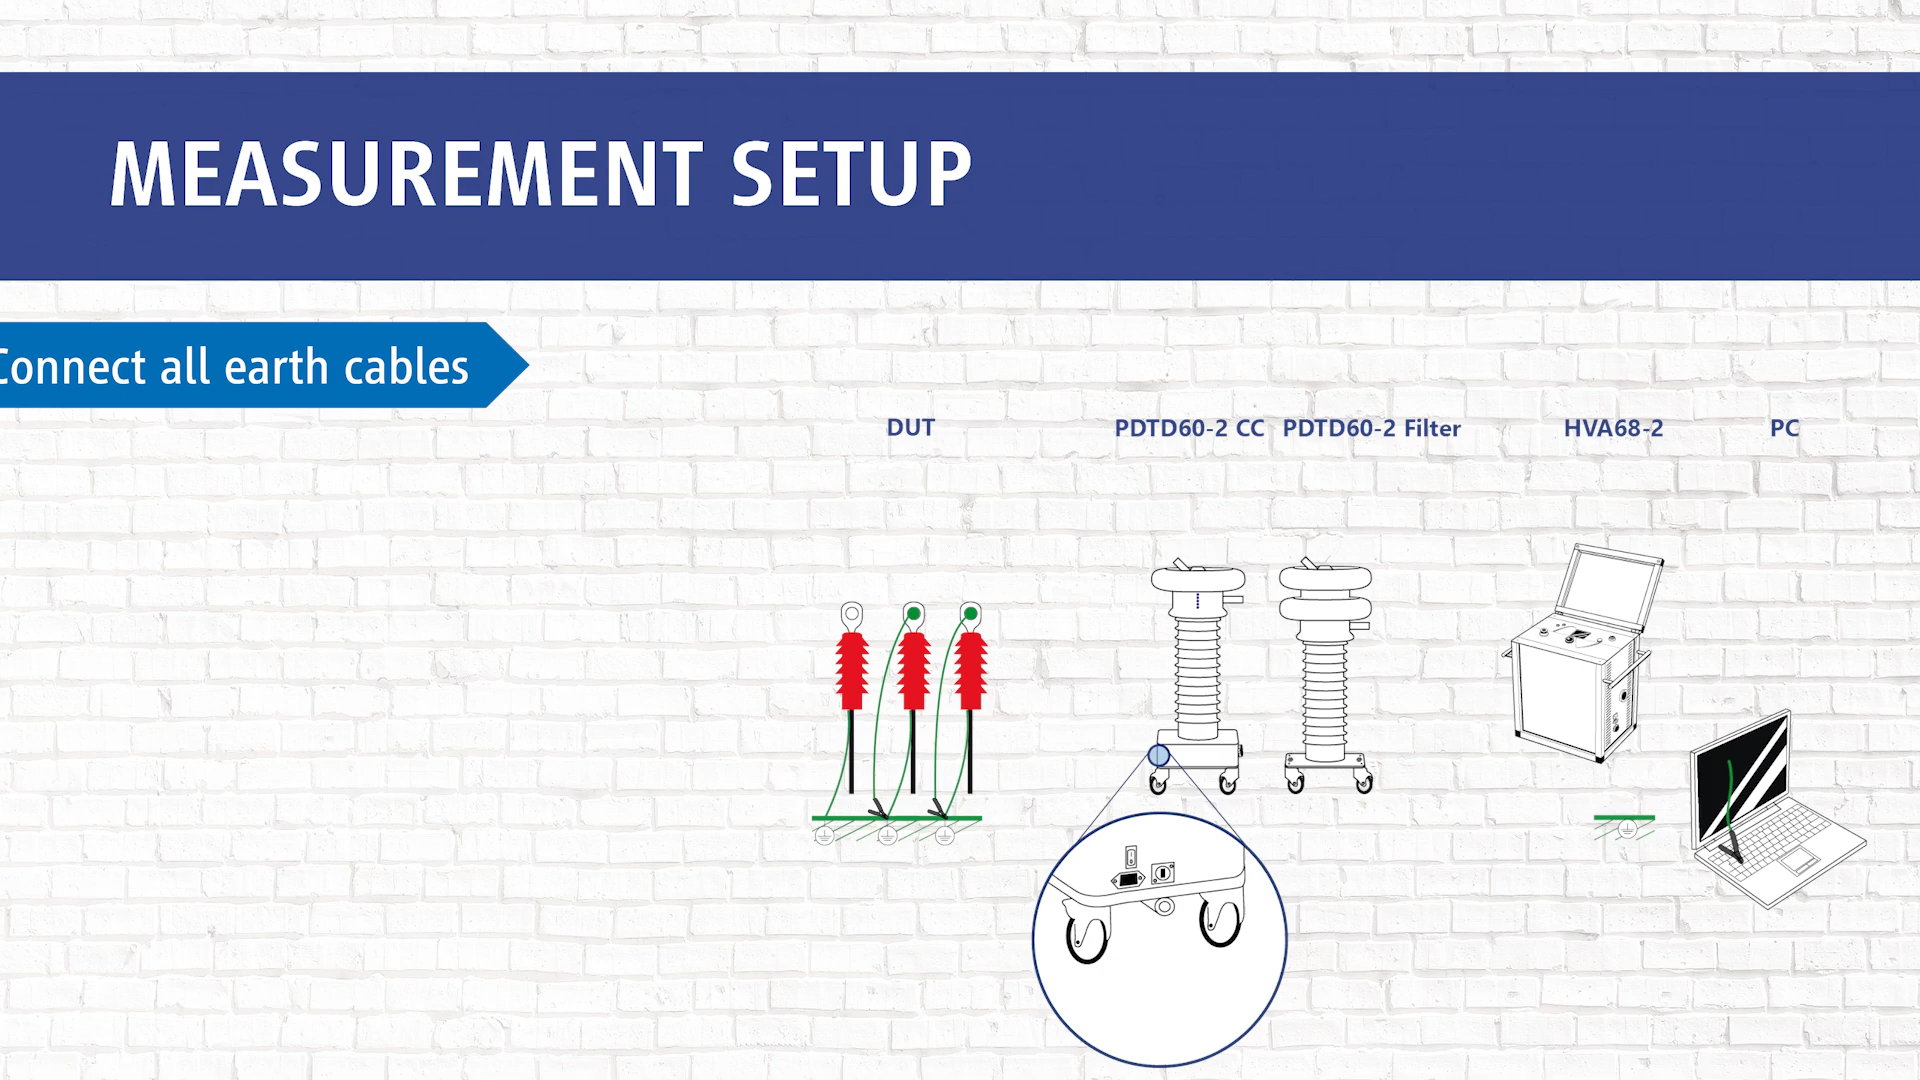 MEASUREMENT SETUP
Connect all earth cables
DUT
PDTD60-2 CC
PDTD60-2 Filter
HVA68-2
PC